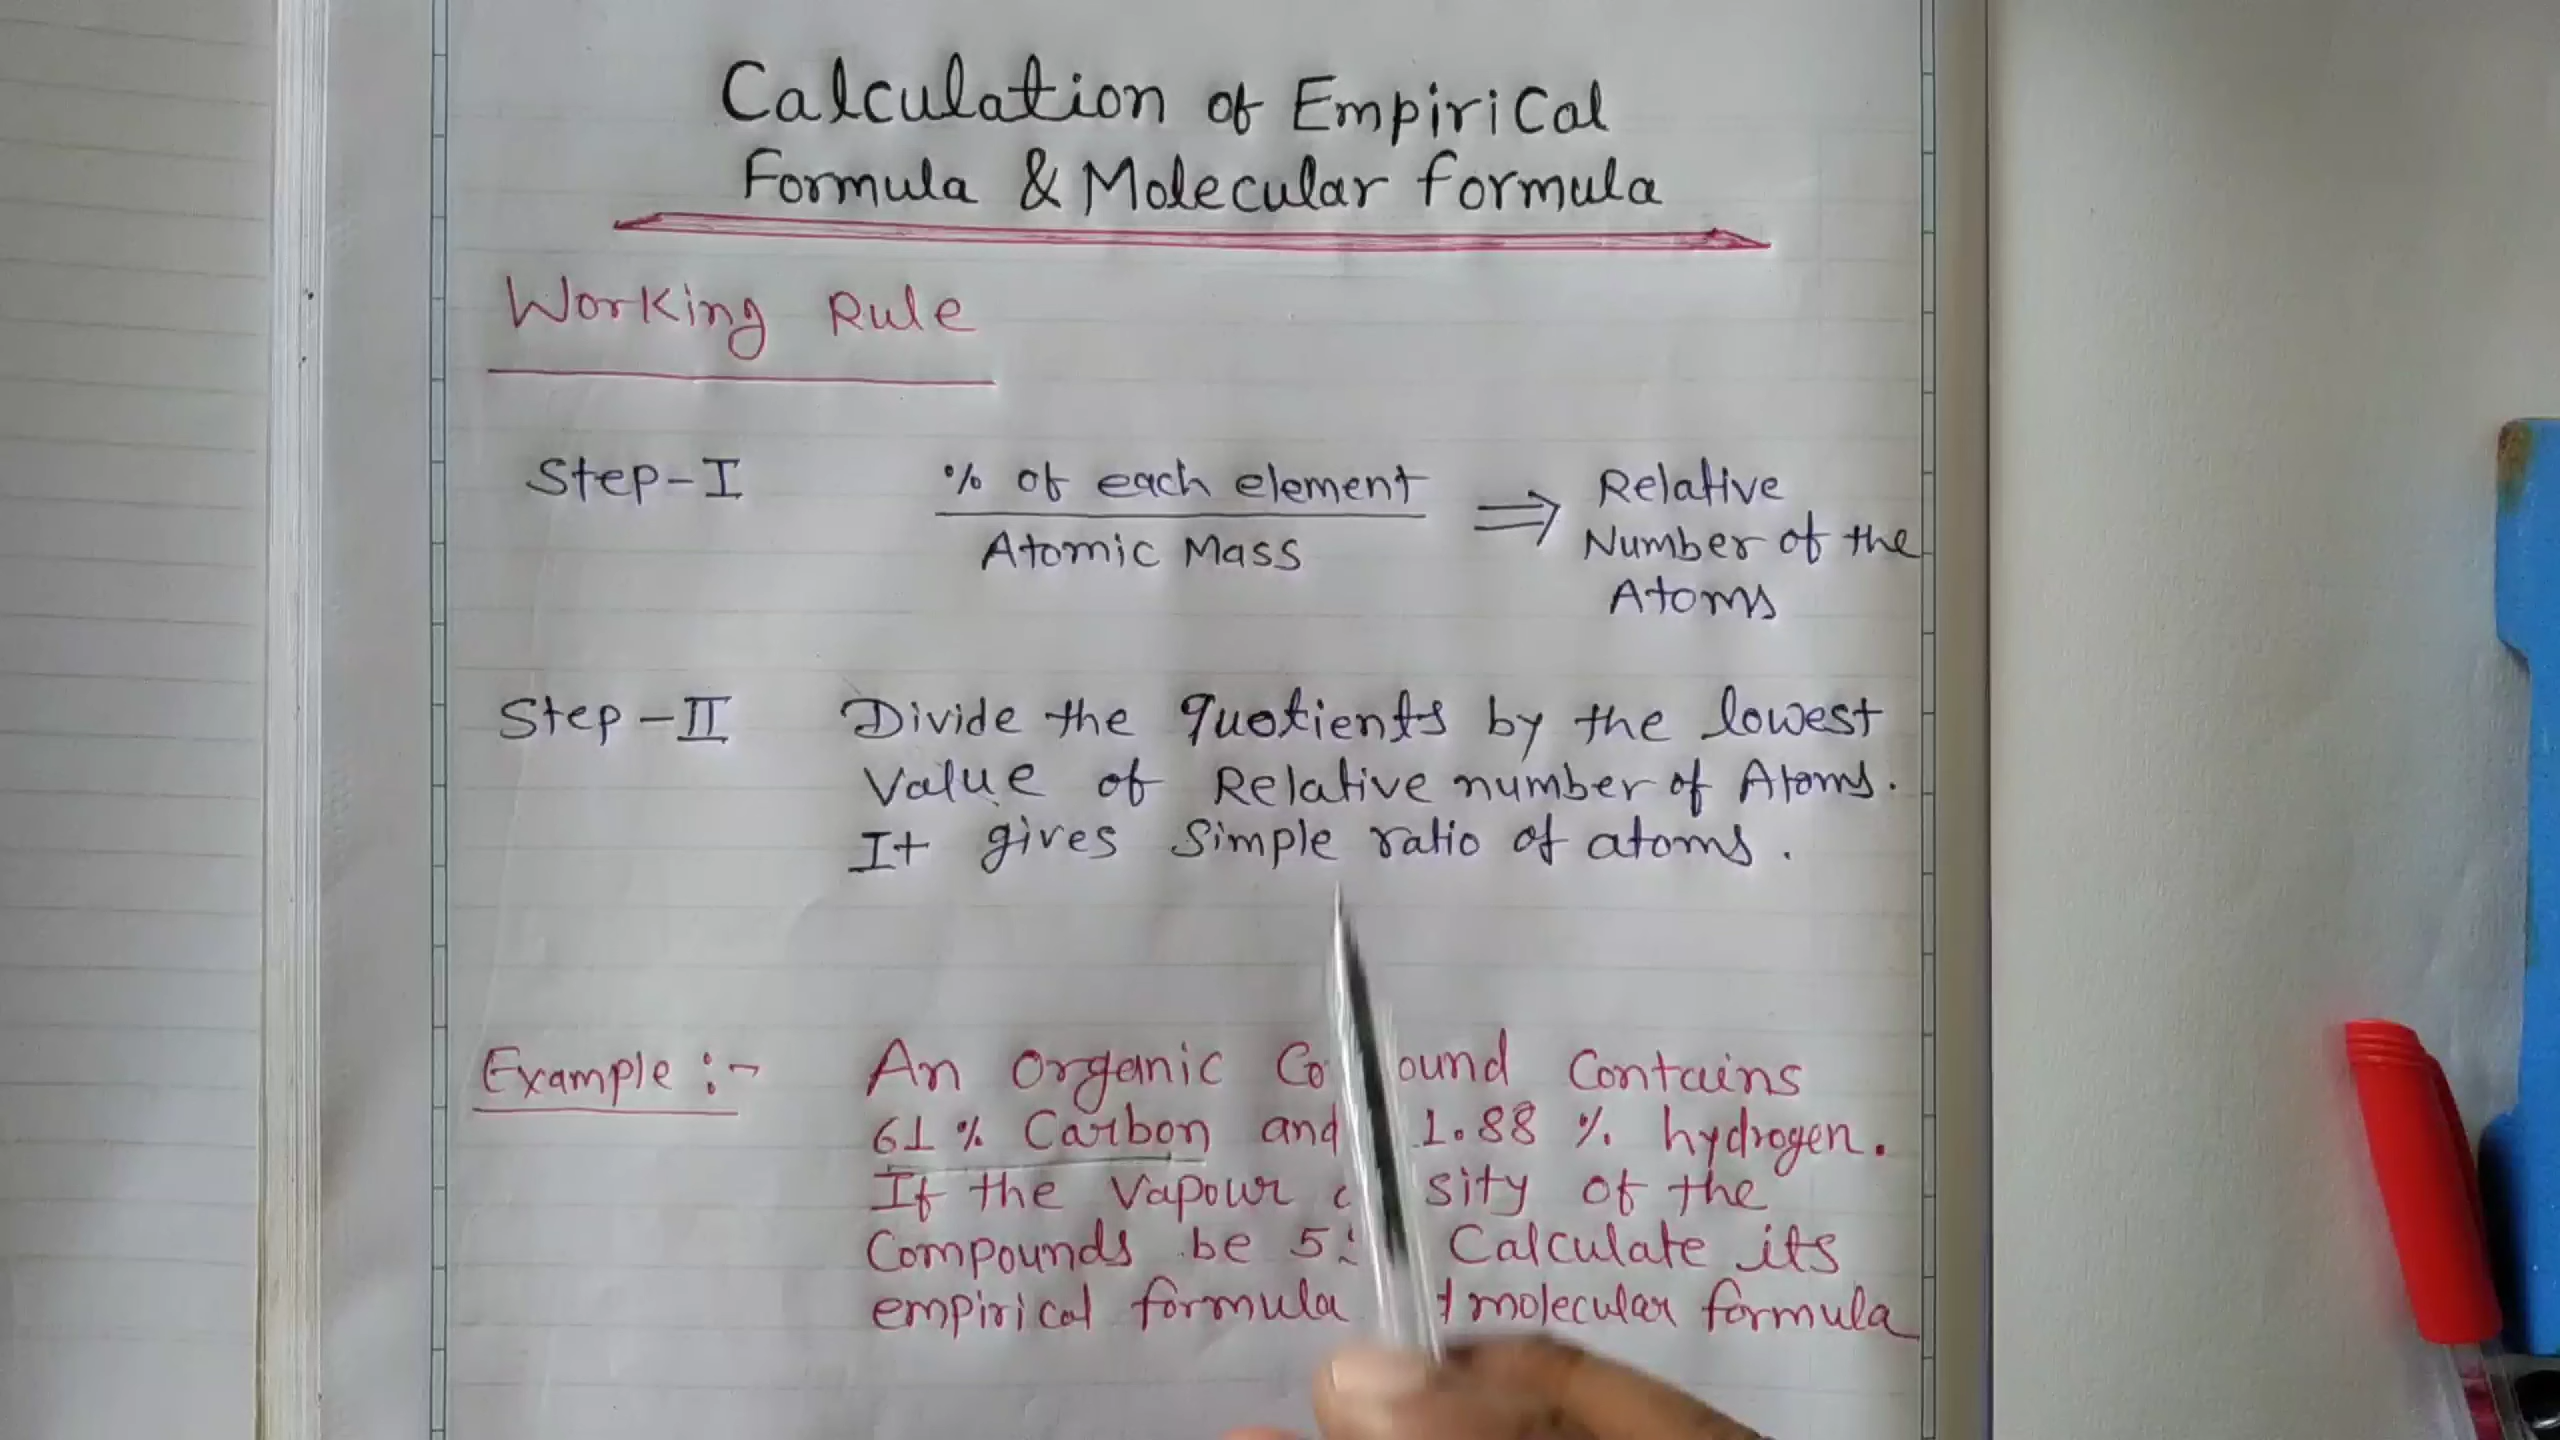 Calculation of Empirical
Formula & Molecular formula
Working Rule
Step-I % of each element / Atomic Mass ⇒ Relative Number of the Atoms
Step-II Divide the quotients by the lowest
Value of Relative number of Atoms.
It gives Simple ratio of atoms.
Example :- An Organic Contains
61 % Carbon and 1.88 % hydrogen.
If the Vapour of the
Compounds be Calculate its
empirical formula molecular formula